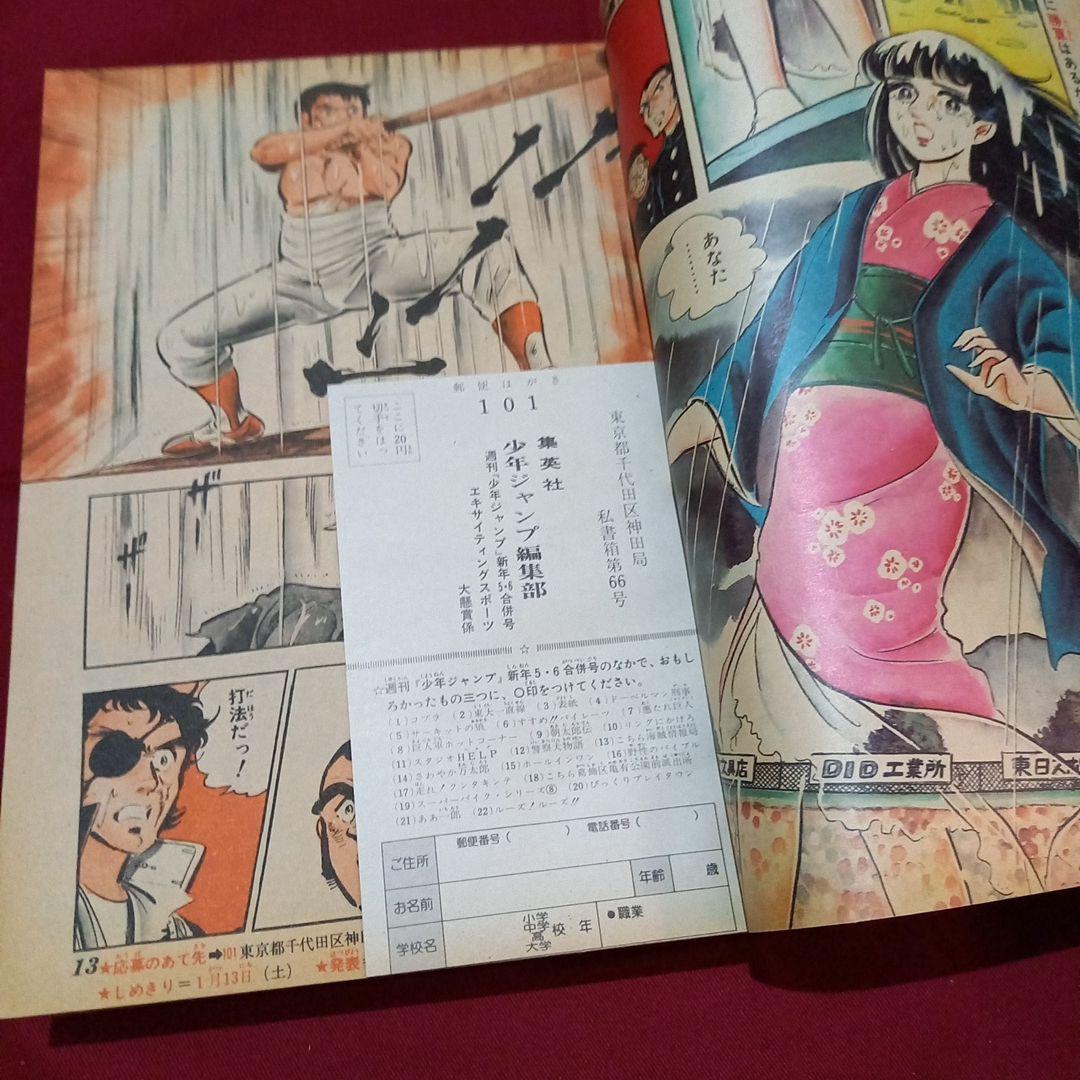 に勝寛はあるか
あなた
………
郵便はがき
101
ここに20円
切手をはっ
てください
東京都千代田区神田局
私書箱第66号
集英社
少年ジャンプ編集部
週刊『少年ジャンプ』新年5・6合併号
エキサイティングスポーツ
大懸賞係
☆
☆週刊『少年ジャンプ』新年5・6合併号のなかで、おもし
ろかったもの三つに、○印をつけてください。
(1)コブラ (2)東大一直線 (3)表紙 (4)ドーベルマン刑事
(5)サーキットの狼 (6)すすめ!!パイレーツ (7)悪たれ巨人
(8)巨人軍ホットコーナー (9)朝太郎伝 (10)リングにかけろ
(11)スタジオHELP (12)警察犬物語 (13)こちら海賊情報局
(14)さわやか万太郎 (15)ホールインワン (16)野性のバイブル
(17)走れ!クンタキンテ (18)こちら葛飾区亀有公園前派出所
(19)スーパーバイク・シリーズ⑧ (20)びっくりプレイタウン
(21)ああ一郎 (22)ルーズ!ルーズ!!
ご住所
郵便番号( ) 電話番号( )
お名前
年齢 歳
学校名
小学
中学
高
大学
校 年
●職業
ザ
打法だっ!
文具店
DID工業所
東日
13★応募のあて先➡101東京都千代田区神田
★しめきり=1月13日(土) ★発表